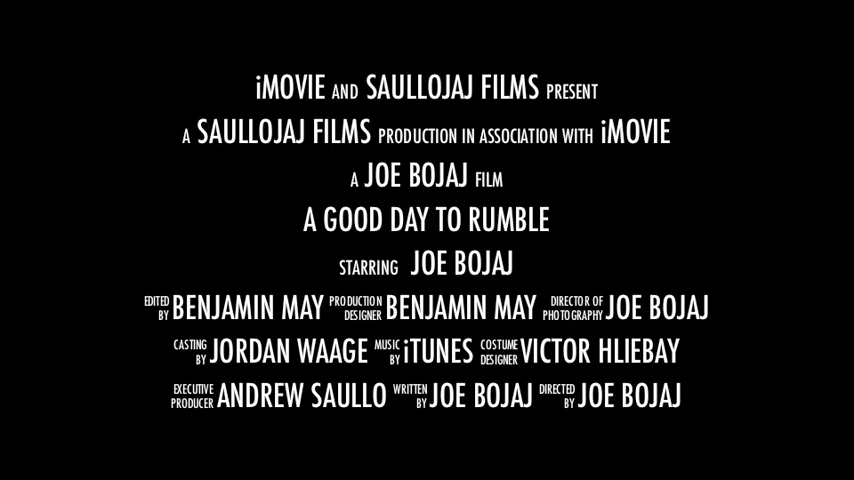 iMOVIE AND SAULLOJAJ FILMS PRESENT
A SAULLOJAJ FILMS PRODUCTION IN ASSOCIATION WITH iMOVIE
A JOE BOJAJ FILM
A GOOD DAY TO RUMBLE
STARRING JOE BOJAJ
EDITED BY BENJAMIN MAY PRODUCTION DESIGNER BENJAMIN MAY DIRECTOR OF PHOTOGRAPHY JOE BOJAJ
CASTING BY JORDAN WAAGE MUSIC BY iTUNES COSTUME DESIGNER VICTOR HLIEBAY
EXECUTIVE PRODUCER ANDREW SAULLO WRITTEN BY JOE BOJAJ DIRECTED BY JOE BOJAJ